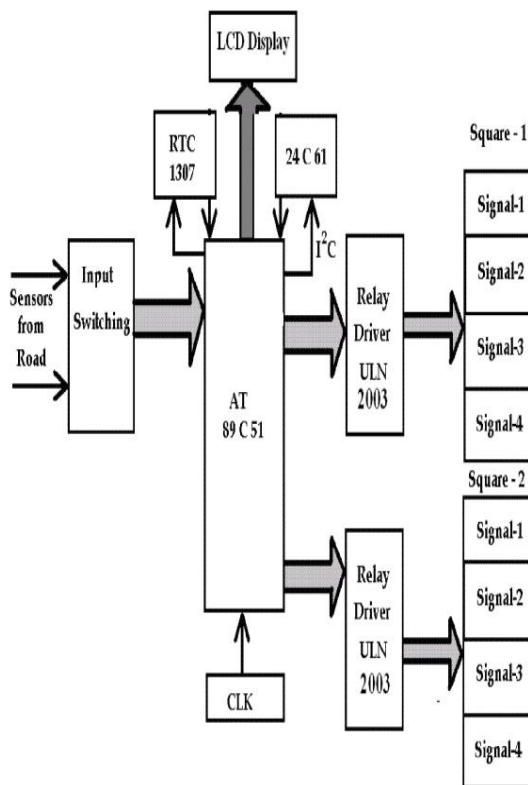 LCD Display
Square - 1
RTC
1307
24 C 61
I²C
Signal-1
Signal-2
Signal-3
Signal-4
Sensors
from
Road
Input
Switching
Relay
Driver
ULN
2003
AT
89 C 51
Square - 2
Signal-1
Signal-2
Signal-3
Signal-4
Relay
Driver
ULN
2003
CLK